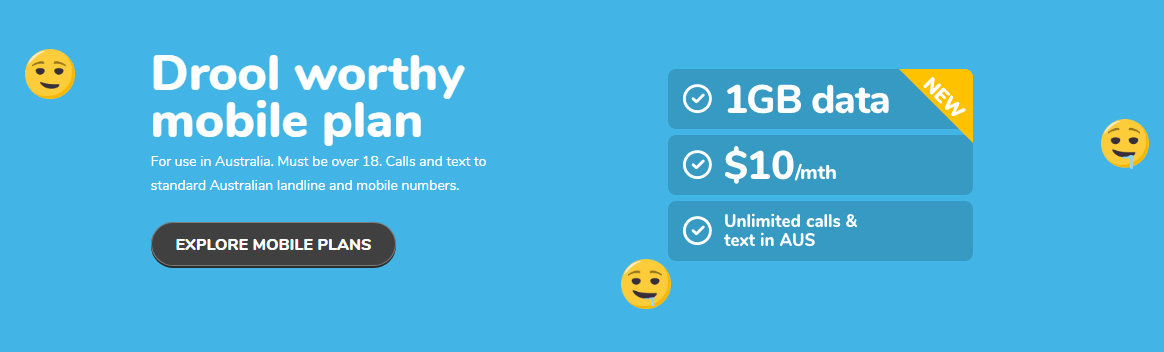 Drool worthy
mobile plan
For use in Australia. Must be over 18. Calls and text to
standard Australian landline and mobile numbers.
EXPLORE MOBILE PLANS
1GB data
NEW
$10/mth
Unlimited calls &
text in AUS